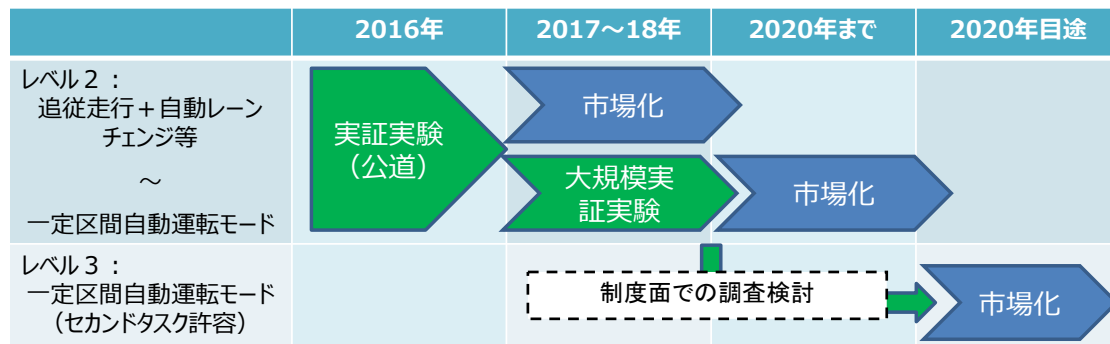 2016年
2017～18年
2020年まで
2020年目途
レベル２：
追従走行＋自動レーン
チェンジ等
～
一定区間自動運転モード
実証実験
（公道）
市場化
大規模実
証実験
市場化
レベル３：
一定区間自動運転モード
（セカンドタスク許容）
制度面での調査検討
市場化